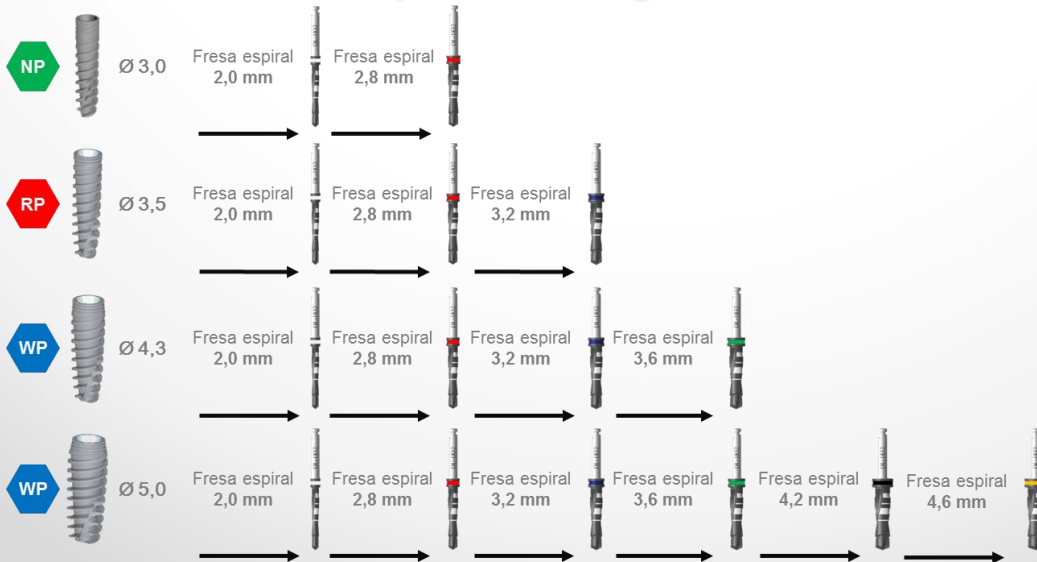 NP
Ø 3,0
Fresa espiral
2,0 mm
Fresa espiral
2,8 mm
RP
Ø 3,5
Fresa espiral
2,0 mm
Fresa espiral
2,8 mm
Fresa espiral
3,2 mm
WP
Ø 4,3
Fresa espiral
2,0 mm
Fresa espiral
2,8 mm
Fresa espiral
3,2 mm
Fresa espiral
3,6 mm
WP
Ø 5,0
Fresa espiral
2,0 mm
Fresa espiral
2,8 mm
Fresa espiral
3,2 mm
Fresa espiral
3,6 mm
Fresa espiral
4,2 mm
Fresa espiral
4,6 mm